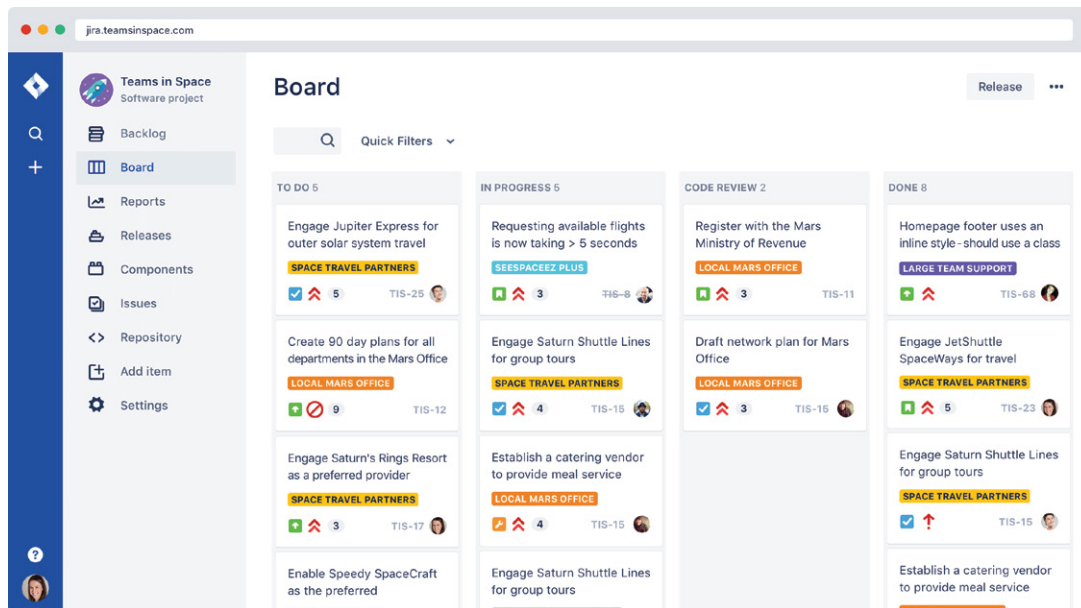 jira.teamsinspace.com
Teams in Space
Software project
Backlog
Board
Reports
Releases
Components
Issues
Repository
Add item
Settings
?
Board
Release
Quick Filters
TO DO 5
Engage Jupiter Express for
outer solar system travel
SPACE TRAVEL PARTNERS
5 TIS-25
Create 90 day plans for all
departments in the Mars Office
LOCAL MARS OFFICE
9 TIS-12
Engage Saturn's Rings Resort
as a preferred provider
SPACE TRAVEL PARTNERS
3 TIS-17
Enable Speedy SpaceCraft
as the preferred
IN PROGRESS 5
Requesting available flights
is now taking > 5 seconds
SEESPACEEZ PLUS
3 TIS-8
Engage Saturn Shuttle Lines
for group tours
SPACE TRAVEL PARTNERS
4 TIS-15
Establish a catering vendor
to provide meal service
LOCAL MARS OFFICE
4 TIS-15
Engage Saturn Shuttle Lines
for group tours
CODE REVIEW 2
Register with the Mars
Ministry of Revenue
LOCAL MARS OFFICE
3 TIS-11
Draft network plan for Mars
Office
LOCAL MARS OFFICE
3 TIS-15
DONE 8
Homepage footer uses an
inline style-should use a class
LARGE TEAM SUPPORT
TIS-68
Engage JetShuttle
SpaceWays for travel
SPACE TRAVEL PARTNERS
5 TIS-23
Engage Saturn Shuttle Lines
for group tours
SPACE TRAVEL PARTNERS
TIS-15
Establish a catering vendor
to provide meal service